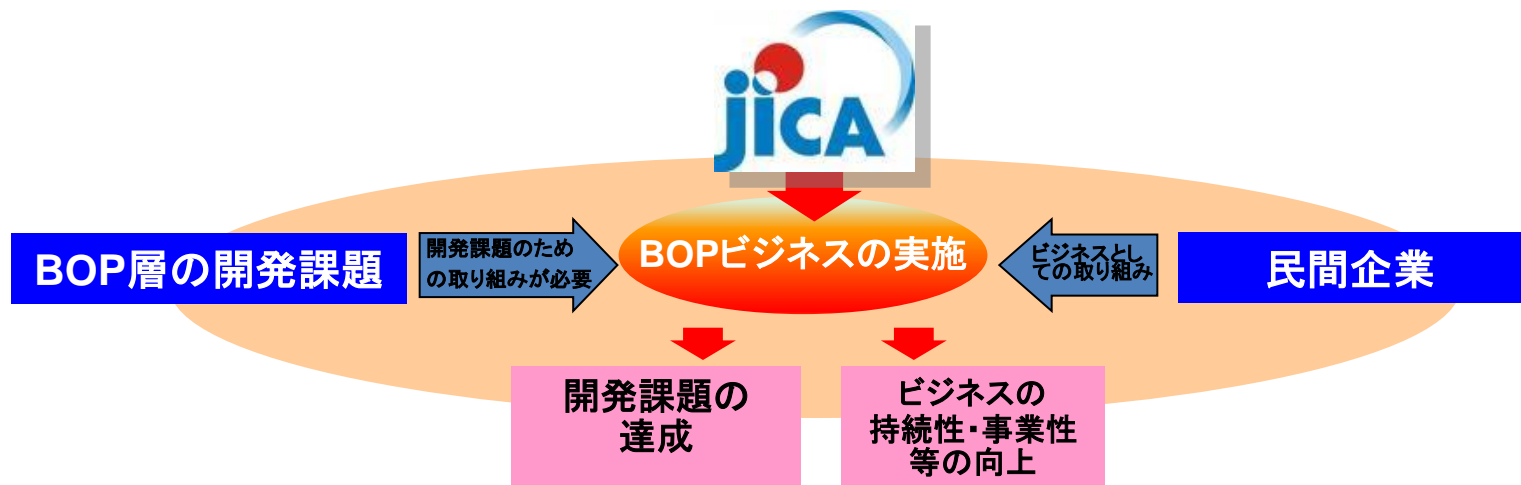 jica
BOP層の開発課題
開発課題のため
の取り組みが必要
BOPビジネスの実施
ビジネスとし
ての取り組み
民間企業
開発課題の
達成
ビジネスの
持続性・事業性
等の向上